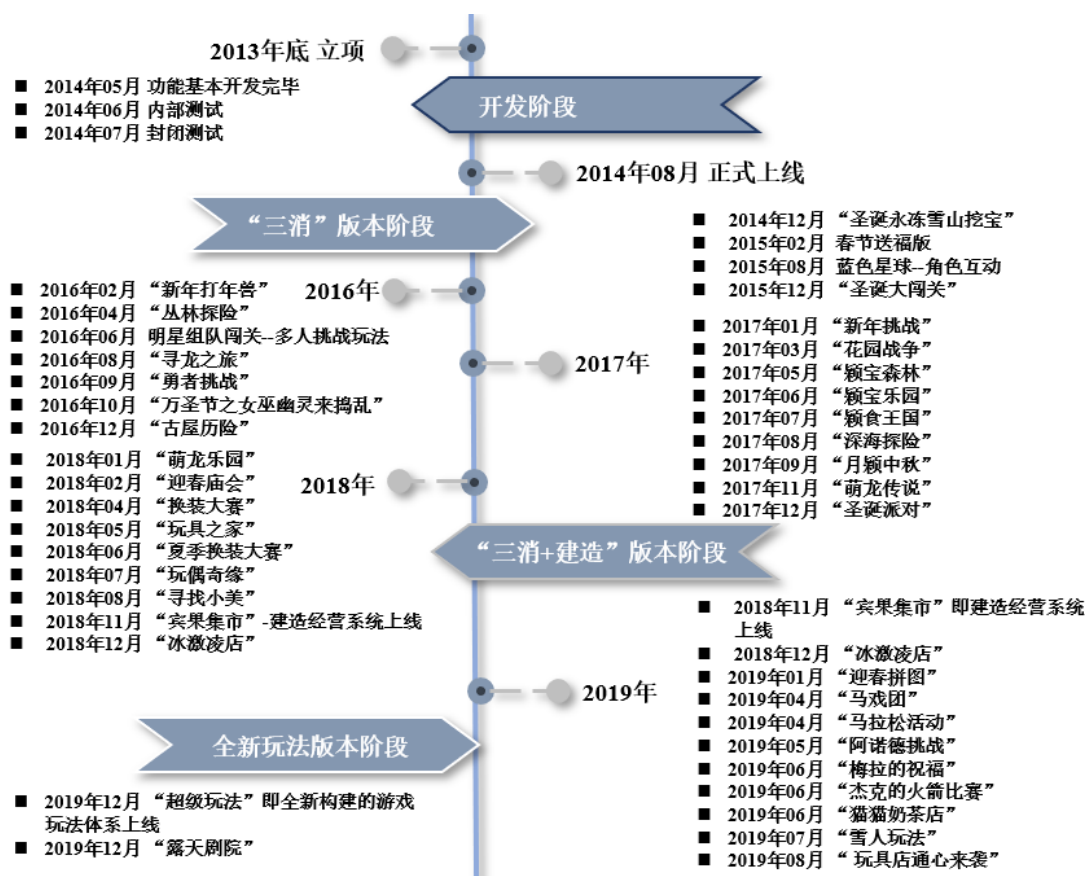 2013年底 立项
■ 2014年05月 功能基本开发完毕
■ 2014年06月 内部测试
■ 2014年07月 封闭测试
开发阶段
2014年08月 正式上线
“三消”版本阶段
■ 2014年12月 “圣诞永冻雪山挖宝”
■ 2015年02月 春节送福版
■ 2015年08月 蓝色星球--角色互动
■ 2015年12月 “圣诞大闯关”
2016年
■ 2016年02月 “新年打年兽”
■ 2016年04月 “丛林探险”
■ 2016年06月 明星组队闯关--多人挑战玩法
■ 2016年08月 “寻龙之旅”
■ 2016年09月 “勇者挑战”
■ 2016年10月 “万圣节之女巫幽灵来捣乱”
■ 2016年12月 “古屋历险”
2017年
■ 2017年01月 “新年挑战”
■ 2017年03月 “花园战争”
■ 2017年05月 “颖宝森林”
■ 2017年06月 “颖宝乐园”
■ 2017年07月 “颖食王国”
■ 2017年08月 “深海探险”
■ 2017年09月 “月颖中秋”
■ 2017年11月 “萌龙传说”
■ 2017年12月 “圣诞派对”
2018年
■ 2018年01月 “萌龙乐园”
■ 2018年02月 “迎春庙会”
■ 2018年04月 “换装大赛”
■ 2018年05月 “玩具之家”
■ 2018年06月 “夏季换装大赛”
■ 2018年07月 “玩偶奇缘”
■ 2018年08月 “寻找小美”
■ 2018年11月 “宾果集市”-建造经营系统上线
■ 2018年12月 “冰激凌店”
“三消+建造”版本阶段
■ 2018年11月 “宾果集市”即建造经营系统
上线
■ 2018年12月 “冰激凌店”
2019年
■ 2019年01月 “迎春拼图”
■ 2019年04月 “马戏团”
■ 2019年04月 “马拉松活动”
■ 2019年05月 “阿诺德挑战”
■ 2019年06月 “梅拉的祝福”
■ 2019年06月 “杰克的火箭比赛”
■ 2019年06月 “猫猫奶茶店”
■ 2019年07月 “雪人玩法”
■ 2019年08月 “ 玩具店通心来袭”
全新玩法版本阶段
■ 2019年12月 “超级玩法”即全新构建的游戏
玩法体系上线
■ 2019年12月 “露天剧院”